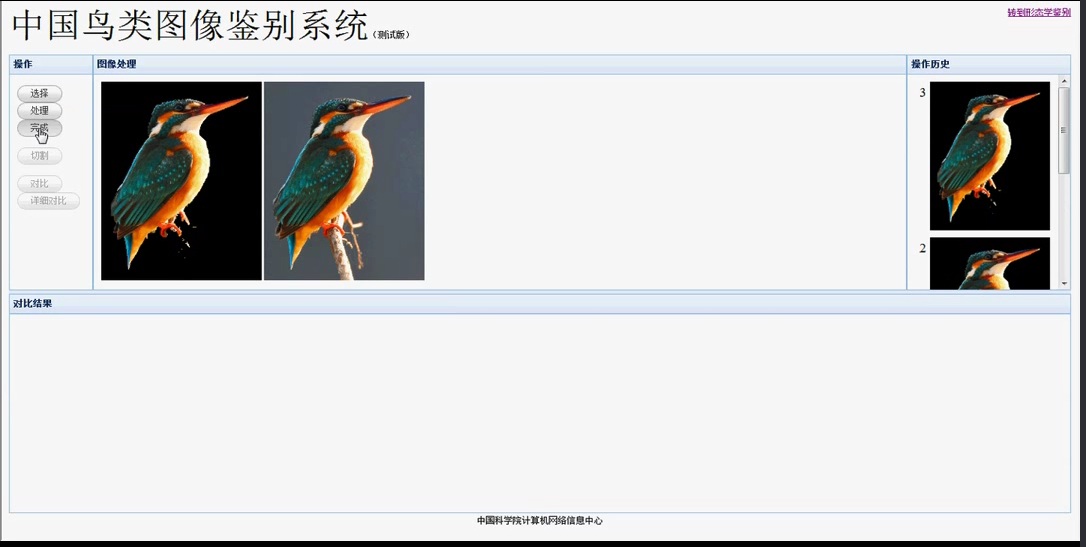 中国鸟类图像鉴别系统（测试版）
转到形态学鉴别
操作
图像处理
操作历史
选择
处理
完成
切割
对比
详细对比
3
2
对比结果
中国科学院计算机网络信息中心